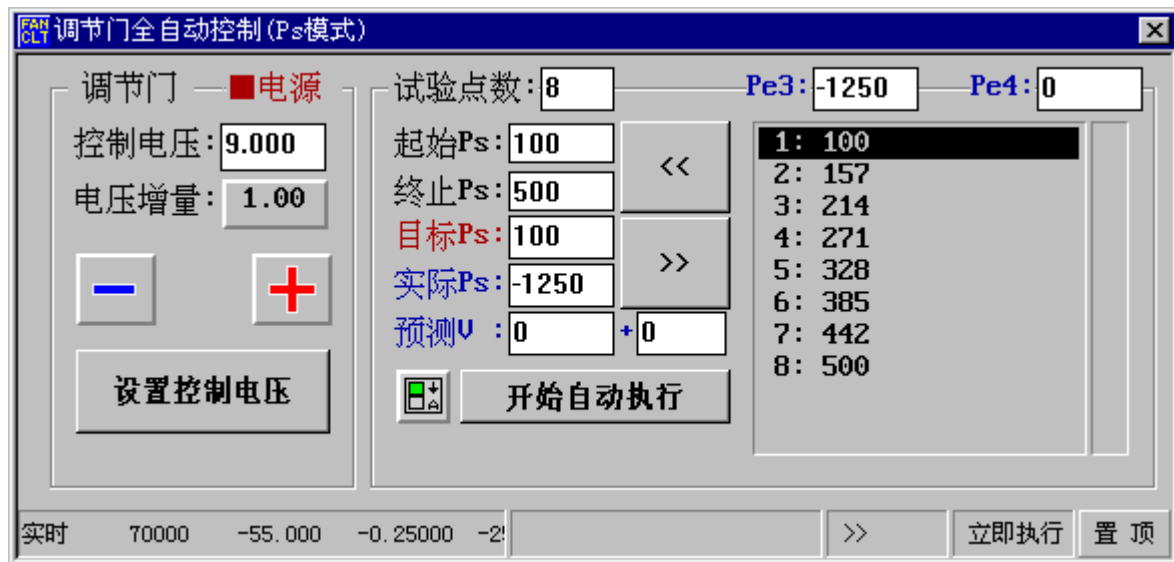 FAN CLT 调节门全自动控制(Ps模式)
调节门 电源
控制电压: 9.000
电压增量: 1.00
设置控制电压
试验点数: 8
Pe3: -1250
Pe4: 0
起始Ps: 100
<<
终止Ps: 500
目标Ps: 100
>>
实际Ps: -1250
预测V : 0 + 0
A
开始自动执行
1: 100
2: 157
3: 214
4: 271
5: 328
6: 385
7: 442
8: 500
实时 70000 -55.000 -0.25000
>>
立即执行
置 顶